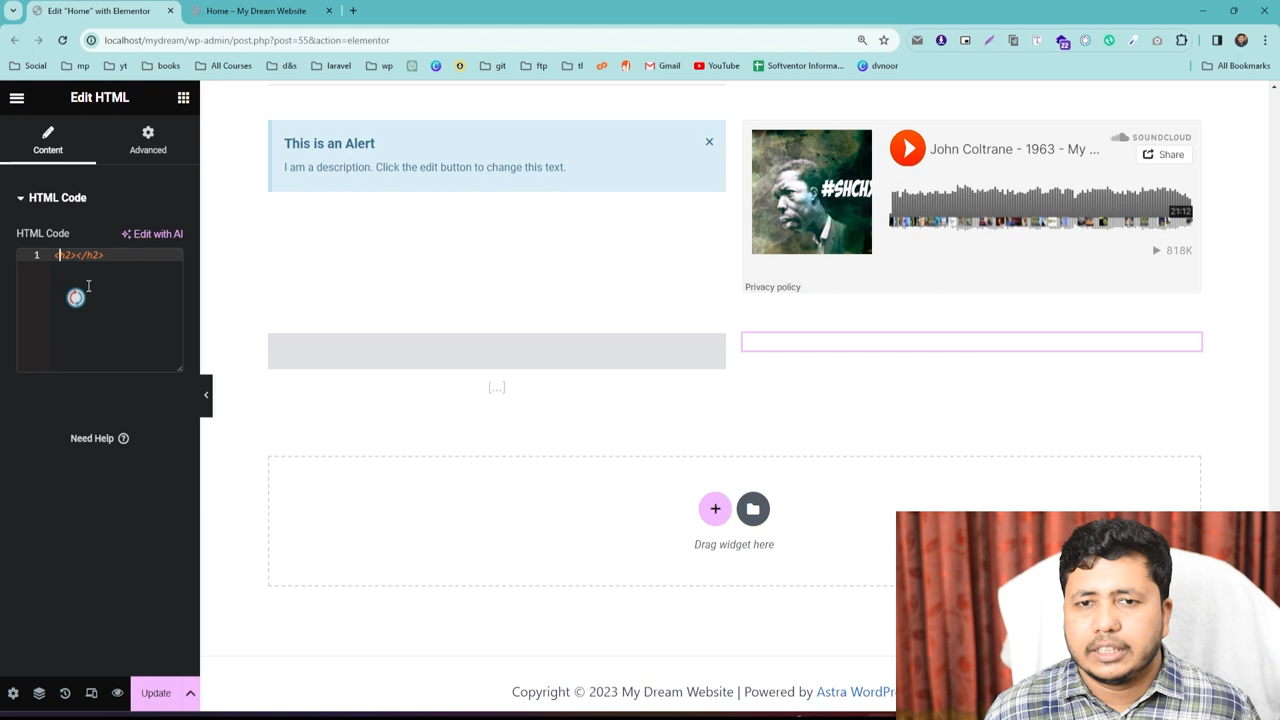 Edit "Home" with Elementor
Home – My Dream Website
localhost/mydream/wp-admin/post.php?post=55&action=elementor
22
Social
mp
yt
books
All Courses
d&s
laravel
wp
git
ftp
tl
Gmail
YouTube
Softventor Informa...
dvnoor
All Bookmarks
Edit HTML
Content
Advanced
HTML Code
HTML Code
Edit with AI
1 <h2></h2>
Need Help
Update
This is an Alert
I am a description. Click the edit button to change this text.
#SHCHX
SOUNDCLOUD
John Coltrane - 1963 - My ...
Share
21:12
818K
Privacy policy
[...]
Drag widget here
Copyright © 2023 My Dream Website | Powered by Astra WordPr